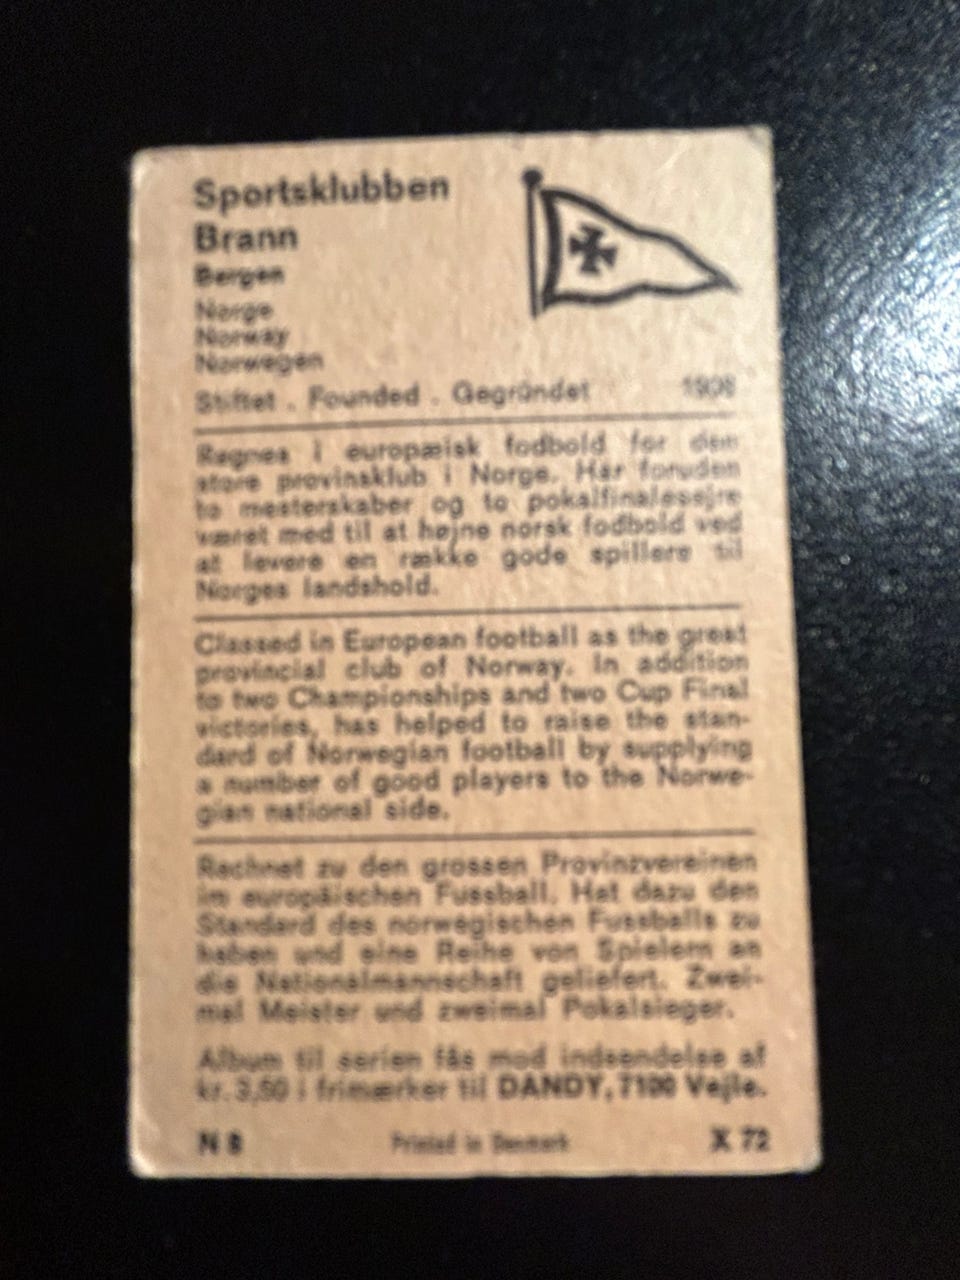 Sportsklubben
Brann
Bergen
Norge
Norway
Norwegen
Stiftet . Founded . Gegründet 1908
Regnes i europæisk fodbold for den
store provinsklub i Norge. Har foruden
to mesterskaber og to pokalfinalesejre
været med til at højne norsk fodbold ved
at levere en række gode spillere til
Norges landshold.
Classed in European football as the great
provincial club of Norway. In addition
to two Championships and two Cup Final
victories, has helped to raise the stan-
dard of Norwegian football by supplying
a number of good players to the Norwe-
gian national side.
Rechnet zu den grossen Provinzvereinen
im europäischen Fussball. Hat dazu den
Standard des norwegischen Fussballs zu
heben und eine Reihe von Spielern an
die Nationalmannschaft geliefert. Zwei-
mal Meister und zweimal Pokalsieger.
Album til serien fås mod indsendelse af
kr. 3,50 i frimærker til DANDY, 7100 Vejle.
N 8 Printed in Denmark X 72